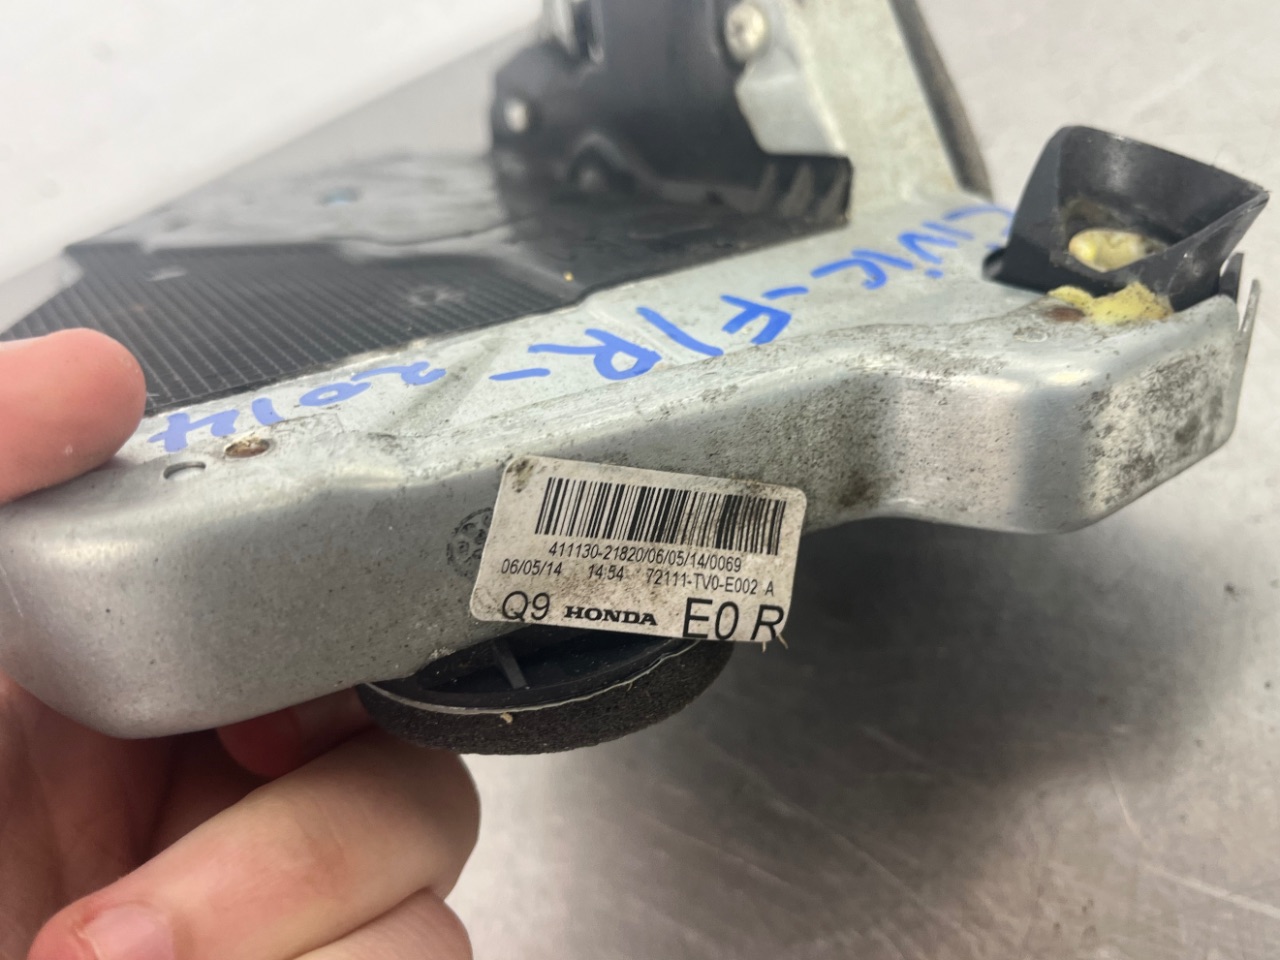 CIVIC - F/R - 2014
411130-21820/06/05/14/0069
06/05/14 14:54 72111-TV0-E002 A
Q9 HONDA E0 R